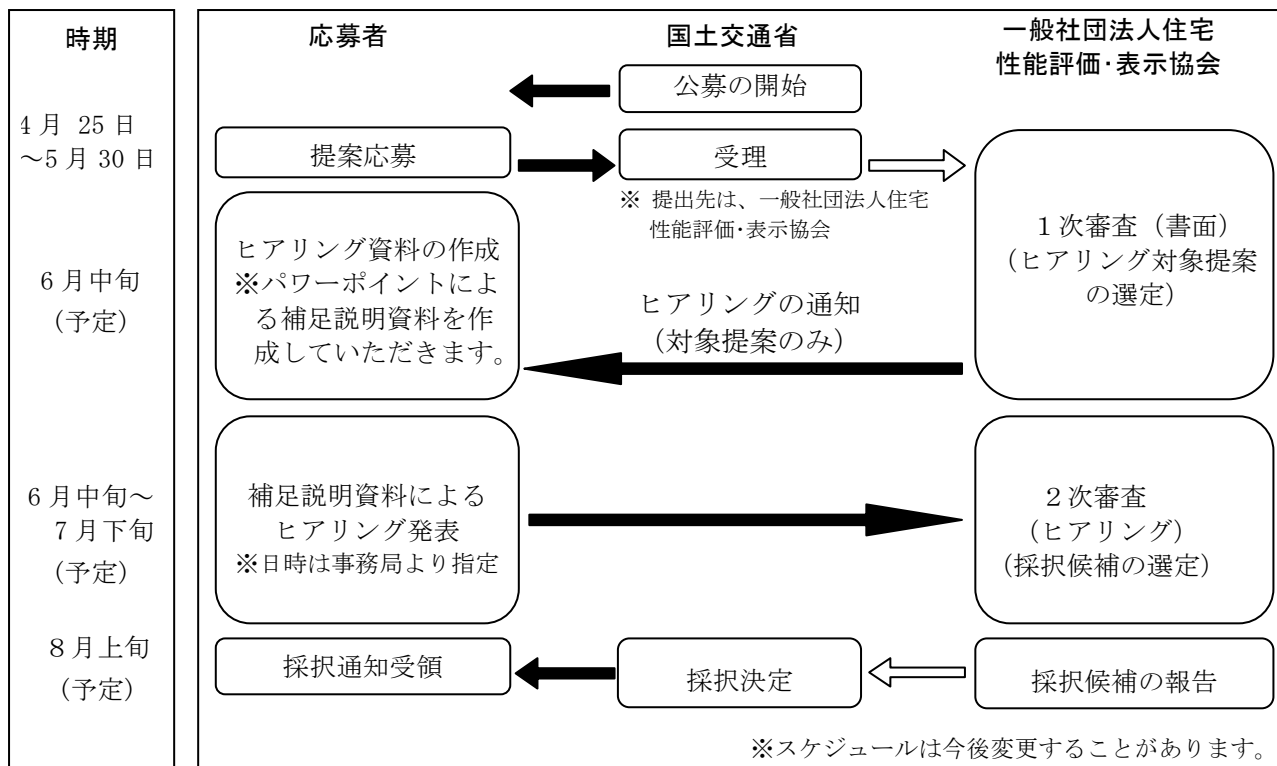 時期
応募者
国土交通省
一般社団法人住宅
性能評価･表示協会
公募の開始
4 月 25 日
～5 月 30 日
提案応募
受理
※ 提出先は、一般社団法人住宅
性能評価･表示協会
1次審査（書面）
（ヒアリング対象提案
の選定）
6 月中旬
（予定）
ヒアリング資料の作成
※パワーポイントによ
る補足説明資料を作
成していただきます。
ヒアリングの通知
（対象提案のみ）
6 月中旬～
7 月下旬
（予定）
補足説明資料による
ヒアリング発表
※日時は事務局より指定
２次審査
（ヒアリング）
（採択候補の選定）
８月上旬
（予定）
採択通知受領
採択決定
採択候補の報告
※スケジュールは今後変更することがあります。